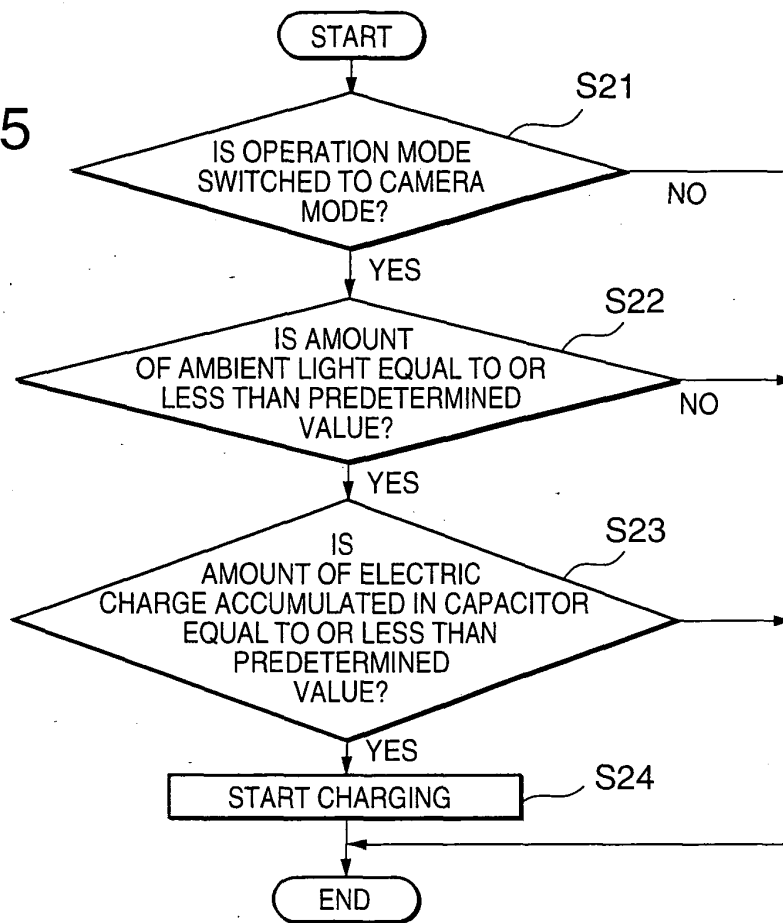 START
5
S21
IS OPERATION MODE
SWITCHED TO CAMERA
MODE?
NO
YES
S22
IS AMOUNT
OF AMBIENT LIGHT EQUAL TO OR
LESS THAN PREDETERMINED
VALUE?
NO
YES
S23
IS
AMOUNT OF ELECTRIC
CHARGE ACCUMULATED IN CAPACITOR
EQUAL TO OR LESS THAN
PREDETERMINED
VALUE?
YES
START CHARGING
S24
END